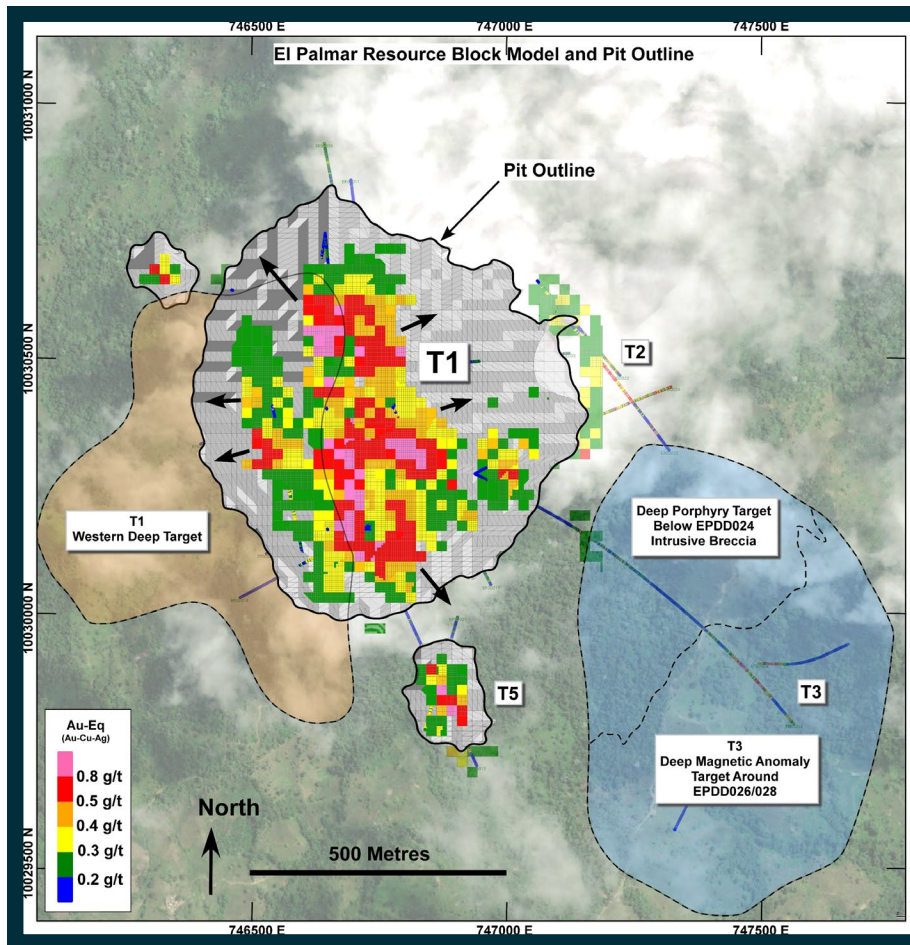 746500 E
747000 E
747500 E
El Palmar Resource Block Model and Pit Outline
10031000 N
Pit Outline
10030500 N
T1
T2
T1
Western Deep Target
Deep Porphyry Target
Below EPDD024
Intrusive Breccia
10030000 N
T5
T3
T3
Deep Magnetic Anomaly
Target Around
EPDD026/028
Au-Eq
(Au-Cu-Ag)
0.8 g/t
0.5 g/t
0.4 g/t
0.3 g/t
0.2 g/t
North
500 Metres
10029500 N
746500 E
747000 E
747500 E